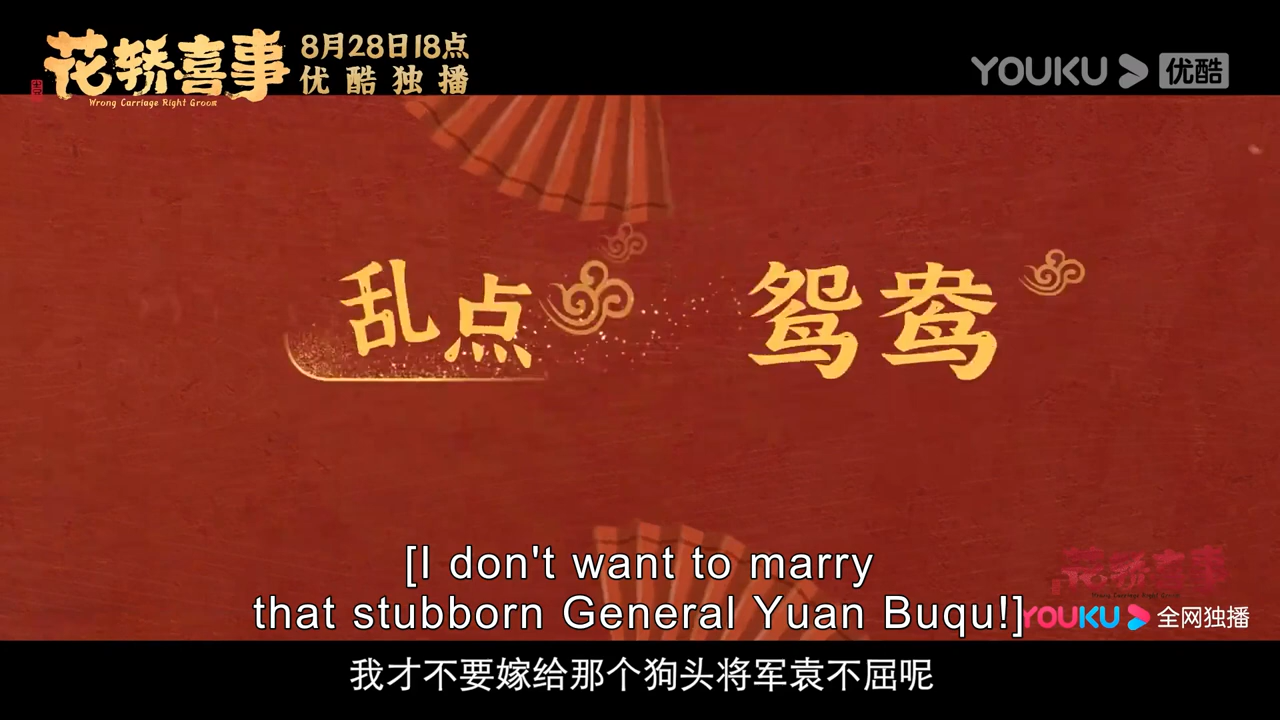 花轿喜事
Wrong Carriage Right Groom
8月28日18点
优酷独播
YOUKU 优酷
乱点 鸳鸯
[I don't want to marry
that stubborn General Yuan Buqu!]
花轿喜事
YOUKU 全网独播
我才不要嫁给那个狗头将军袁不屈呢